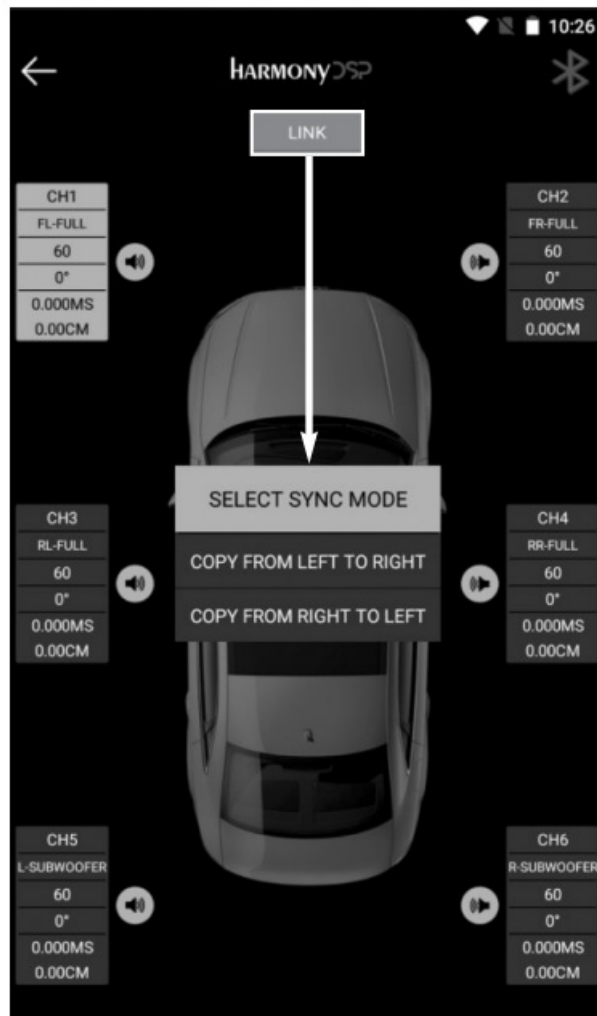 10:26
HARMONY DSP
LINK
CH1
FL-FULL
60
0°
0.000MS
0.00CM
CH2
FR-FULL
60
0°
0.000MS
0.00CM
SELECT SYNC MODE
COPY FROM LEFT TO RIGHT
COPY FROM RIGHT TO LEFT
CH3
RL-FULL
60
0°
0.000MS
0.00CM
CH4
RR-FULL
60
0°
0.000MS
0.00CM
CH5
L-SUBWOOFER
60
0°
0.000MS
0.00CM
CH6
R-SUBWOOFER
60
0°
0.000MS
0.00CM